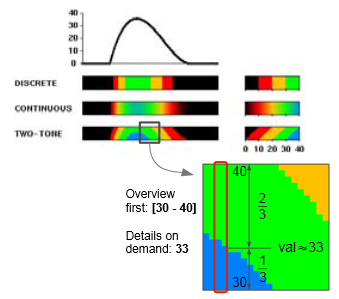 40
30
20
10
0
DISCRETE
CONTINUOUS
TWO-TONE
0 10 20 30 40
Overview
first: [30 - 40]
Details on
demand: 33
40
2
3
val≈33
1
3
30